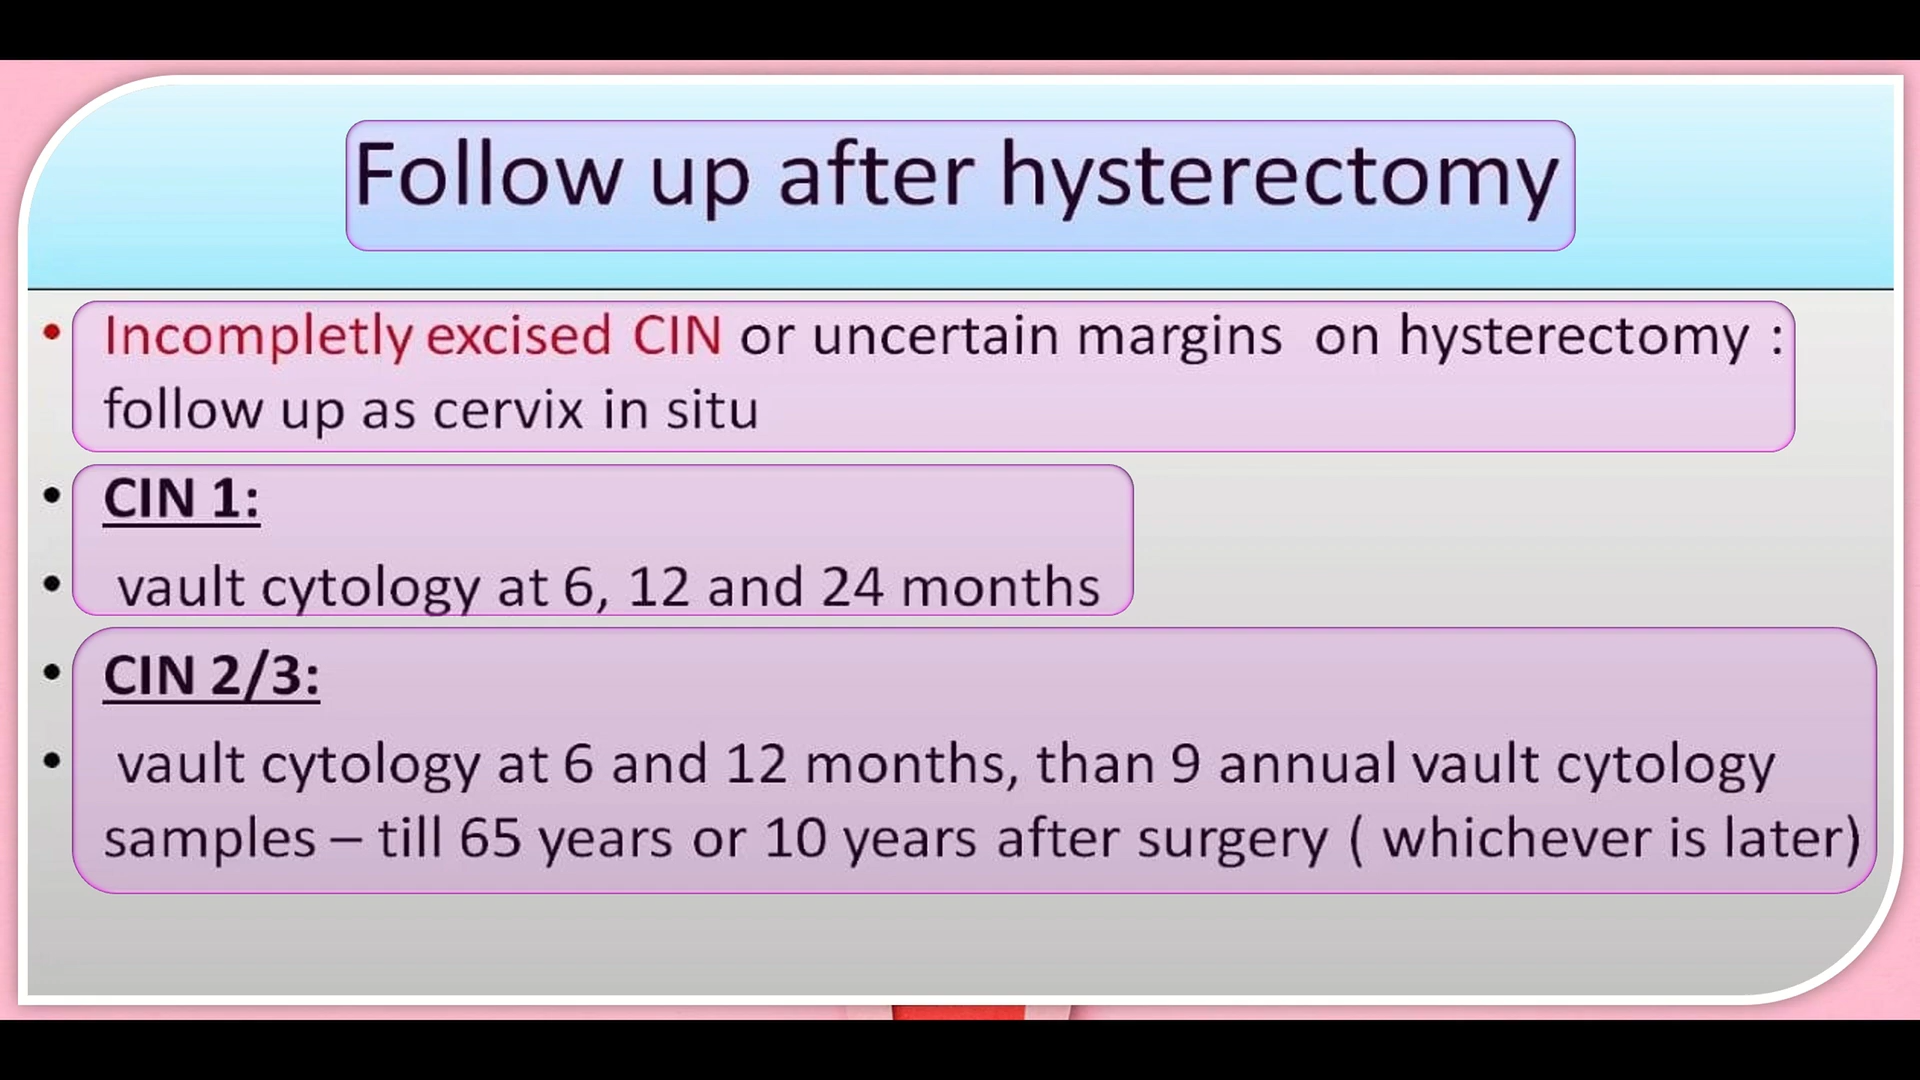 Follow up after hysterectomy
• Incompletly excised CIN or uncertain margins on hysterectomy :
follow up as cervix in situ
• CIN 1:
• vault cytology at 6, 12 and 24 months
• CIN 2/3:
• vault cytology at 6 and 12 months, than 9 annual vault cytology
samples – till 65 years or 10 years after surgery ( whichever is later)